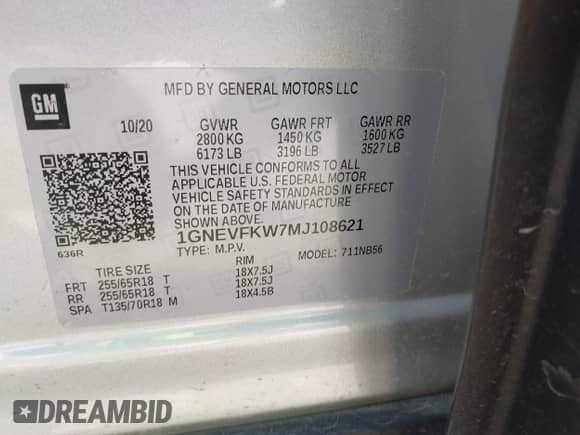 GM
MFD BY GENERAL MOTORS LLC
10/20 GVWR GAWR FRT GAWR RR
2800 KG 1450 KG 1600 KG
6173 LB 3196 LB 3527 LB
THIS VEHICLE CONFORMS TO ALL
APPLICABLE U.S. FEDERAL MOTOR
VEHICLE SAFETY STANDARDS IN EFFECT
ON THE DATE OF MANUFACTURE
SHOWN ABOVE.
636R
1GNEVFKW7MJ108621
TYPE: M.P.V. MODEL: 711NB56
TIRE SIZE RIM
FRT 255/65R18 T 18X7.5J
RR 255/65R18 T 18X7.5J
SPA T135/70R18 M 18X4.5B
DREAMBID